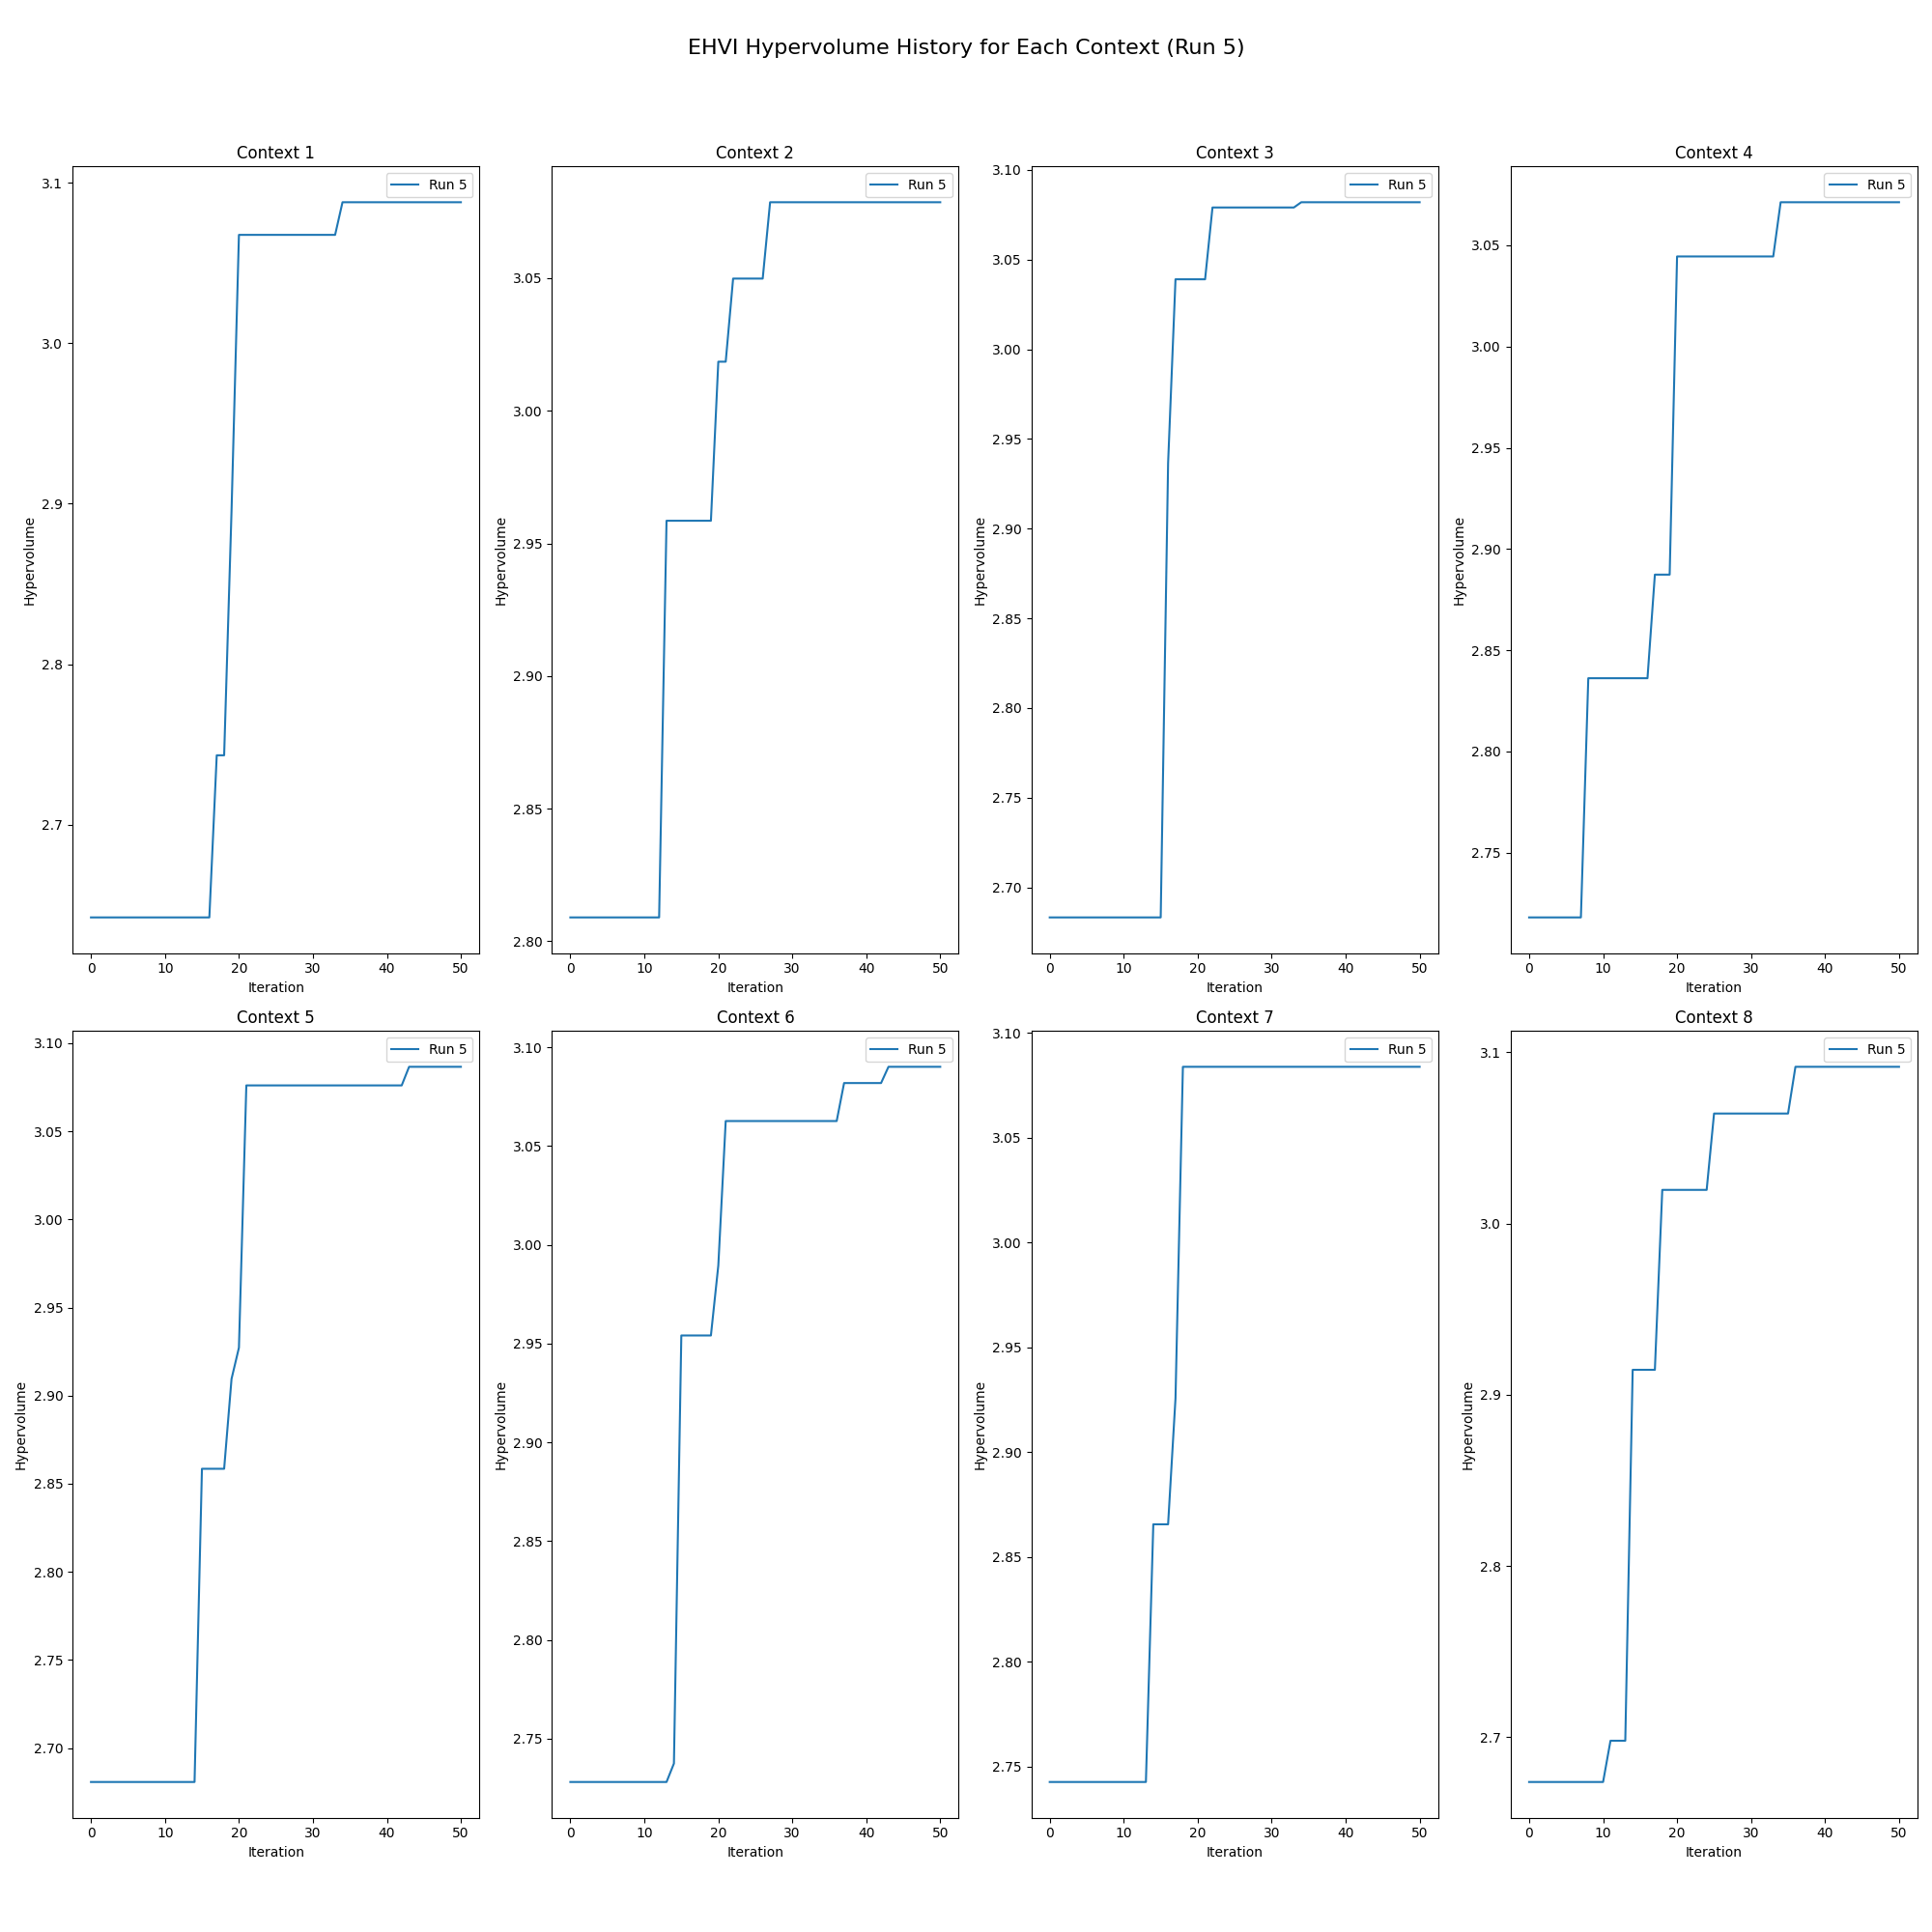 EHVI Hypervolume History for Each Context (Run 5)
Context 1
Run 5
3.1
3.0
2.9
2.8
2.7
Hypervolume
0 10 20 30 40 50
Iteration
Context 2
Run 5
3.05
3.00
2.95
2.90
2.85
2.80
Hypervolume
0 10 20 30 40 50
Iteration
Context 3
Run 5
3.10
3.05
3.00
2.95
2.90
2.85
2.80
2.75
2.70
Hypervolume
0 10 20 30 40 50
Iteration
Context 4
Run 5
3.05
3.00
2.95
2.90
2.85
2.80
2.75
Hypervolume
0 10 20 30 40 50
Iteration
Context 5
Run 5
3.10
3.05
3.00
2.95
2.90
2.85
2.80
2.75
2.70
Hypervolume
0 10 20 30 40 50
Iteration
Context 6
Run 5
3.10
3.05
3.00
2.95
2.90
2.85
2.80
2.75
Hypervolume
0 10 20 30 40 50
Iteration
Context 7
Run 5
3.10
3.05
3.00
2.95
2.90
2.85
2.80
2.75
Hypervolume
0 10 20 30 40 50
Iteration
Context 8
Run 5
3.1
3.0
2.9
2.8
2.7
Hypervolume
0 10 20 30 40 50
Iteration